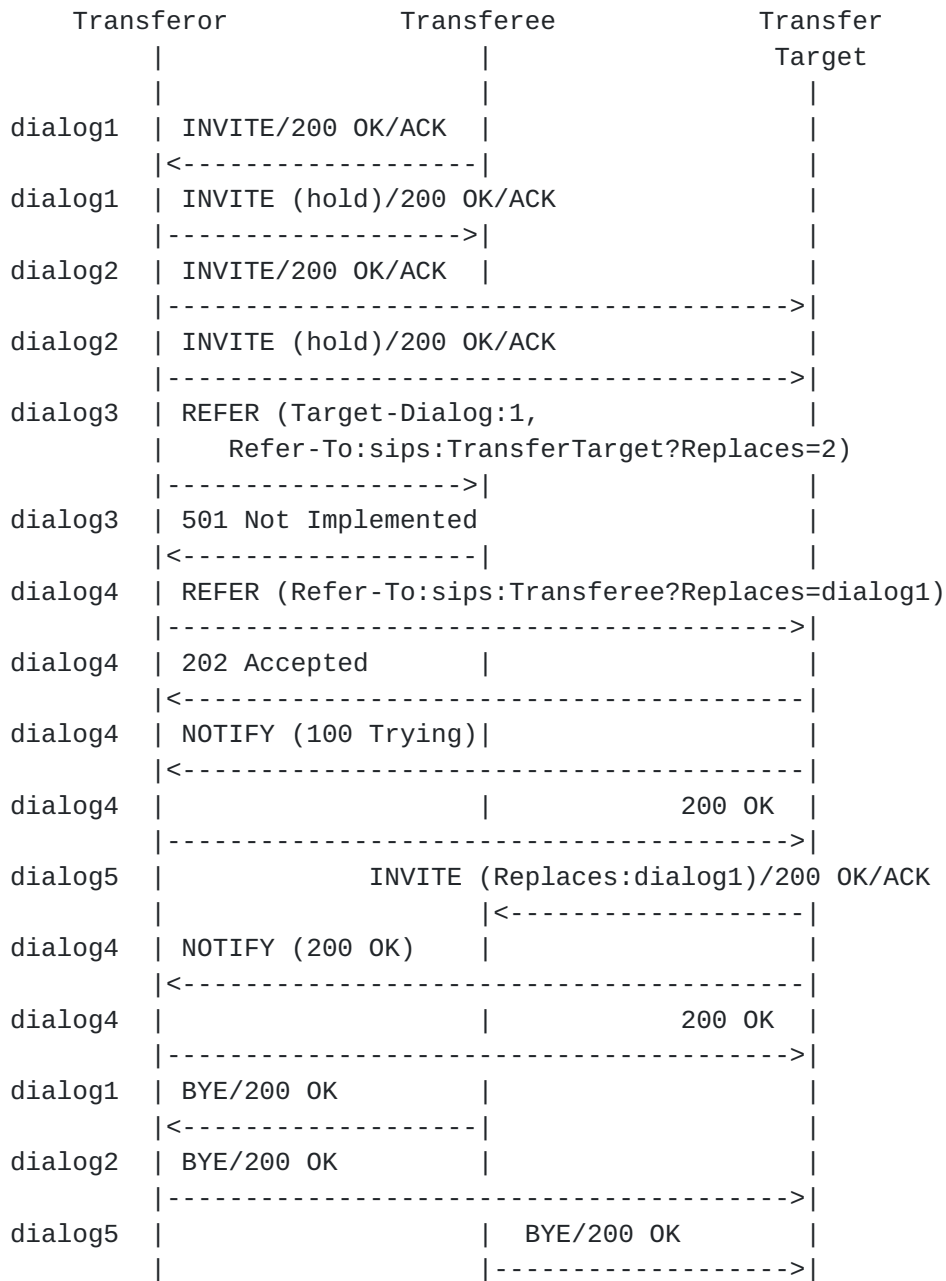 Transferor           Transferee             Transfer
     |                    |                  Target
     |                    |                    |
dialog1  | INVITE/200 OK/ACK  |                    |
     |<-------------------|                    |
dialog1  | INVITE (hold)/200 OK/ACK                |
     |------------------->|                    |
dialog2  | INVITE/200 OK/ACK  |                    |
     |---------------------------------------->|
dialog2  | INVITE (hold)/200 OK/ACK                |
     |---------------------------------------->|
dialog3  | REFER (Target-Dialog:1,                 |
     |    Refer-To:sips:TransferTarget?Replaces=2)
     |------------------->|                    |
dialog3  | 501 Not Implemented                     |
     |<-------------------|                    |
dialog4  | REFER (Refer-To:sips:Transferee?Replaces=dialog1)
     |---------------------------------------->|
dialog4  | 202 Accepted       |                    |
     |<----------------------------------------|
dialog4  | NOTIFY (100 Trying)|                    |
     |<----------------------------------------|
dialog4  |                    |            200 OK  |
     |---------------------------------------->|
dialog5  |             INVITE (Replaces:dialog1)/200 OK/ACK
     |                    |<-------------------|
dialog4  | NOTIFY (200 OK)    |                    |
     |<----------------------------------------|
dialog4  |                    |            200 OK  |
     |---------------------------------------->|
dialog1  | BYE/200 OK         |                    |
     |<-------------------|                    |
dialog2  | BYE/200 OK         |                    |
     |---------------------------------------->|
dialog5  |                    |  BYE/200 OK        |
     |                    |------------------->|